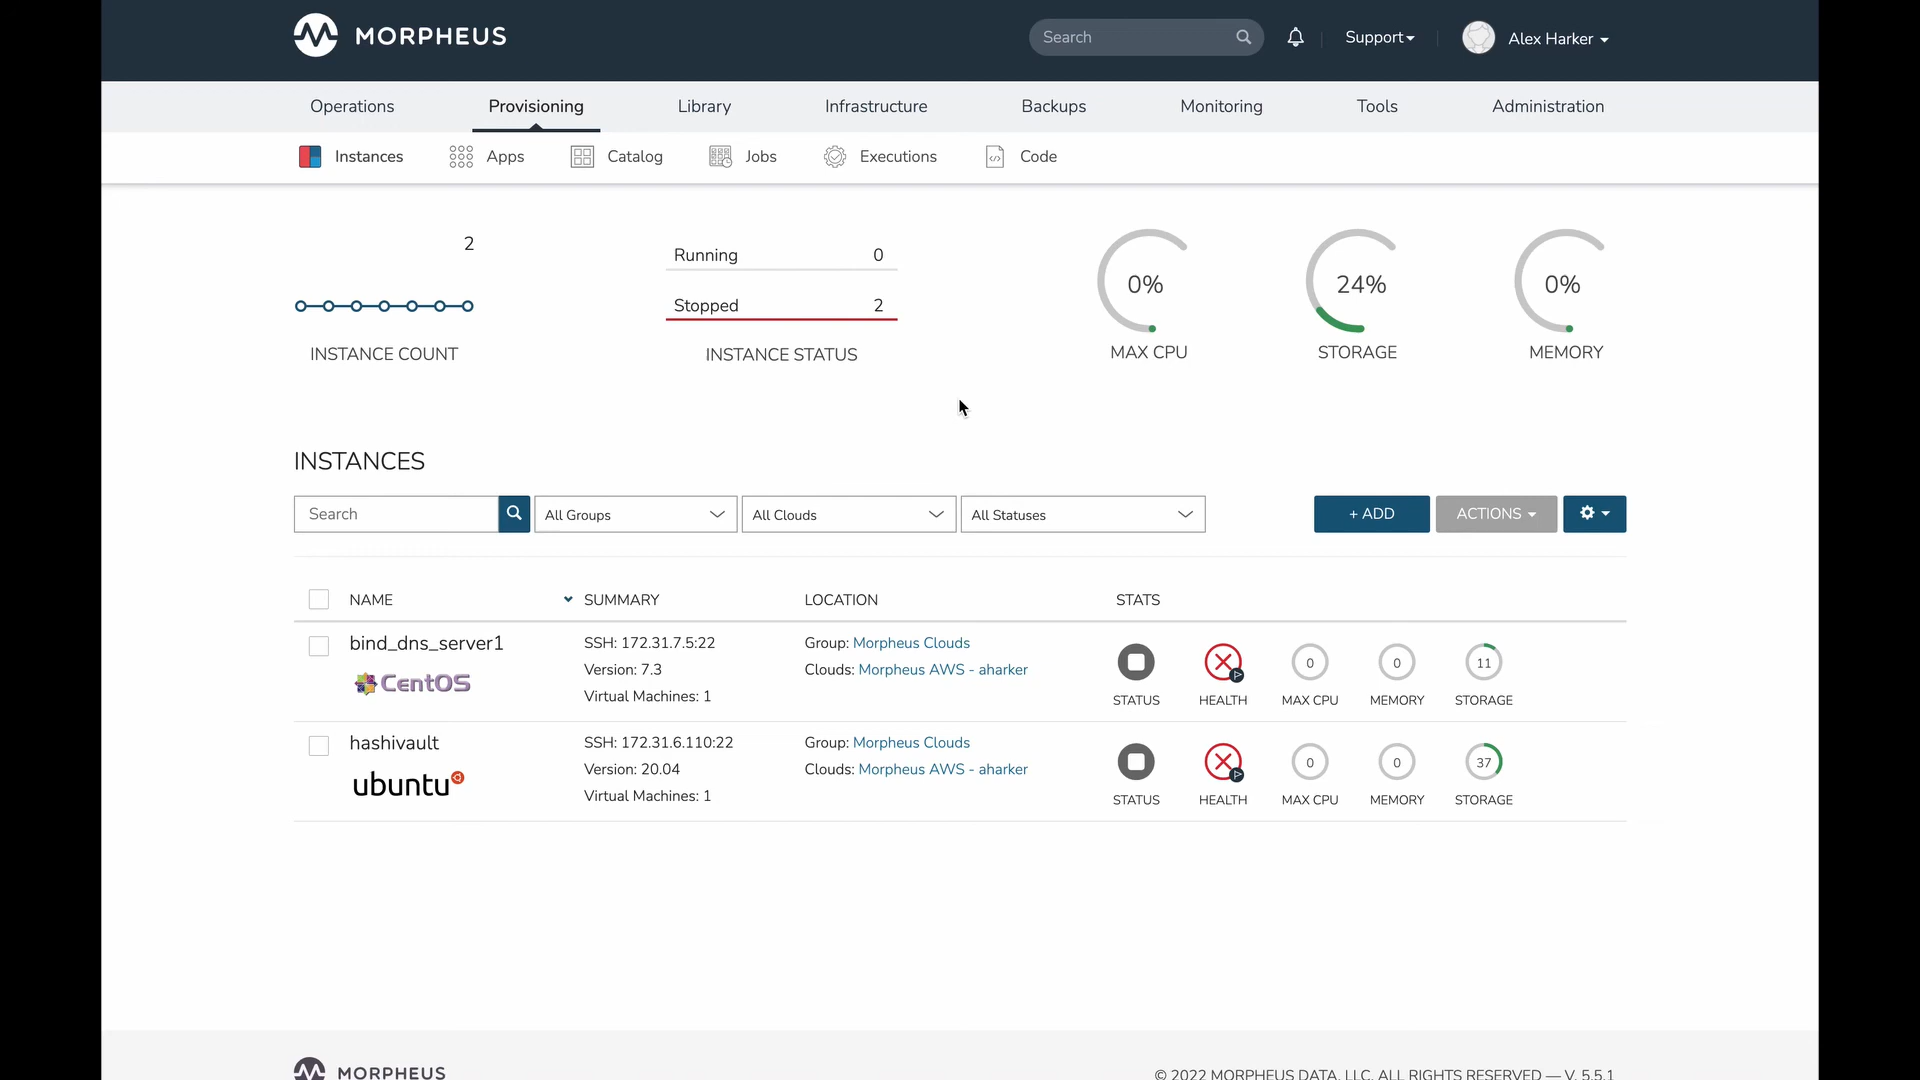 MORPHEUS
Search
Support
Alex Harker
Operations
Provisioning
Library
Infrastructure
Backups
Monitoring
Tools
Administration
Instances
Apps
Catalog
Jobs
Executions
Code
2
INSTANCE COUNT
Running 0
Stopped 2
INSTANCE STATUS
0%
MAX CPU
24%
STORAGE
0%
MEMORY
INSTANCES
Search
All Groups
All Clouds
All Statuses
+ ADD
ACTIONS
NAME
SUMMARY
LOCATION
STATS
bind_dns_server1
CentOS
SSH: 172.31.7.5:22
Version: 7.3
Virtual Machines: 1
Group: Morpheus Clouds
Clouds: Morpheus AWS - aharker
STATUS
HEALTH
0
MAX CPU
0
MEMORY
11
STORAGE
hashivault
ubuntu
SSH: 172.31.6.110:22
Version: 20.04
Virtual Machines: 1
Group: Morpheus Clouds
Clouds: Morpheus AWS - aharker
STATUS
HEALTH
0
MAX CPU
0
MEMORY
37
STORAGE
MORPHEUS
© 2022 MORPHEUS DATA, LLC. ALL RIGHTS RESERVED — V. 5.5.1